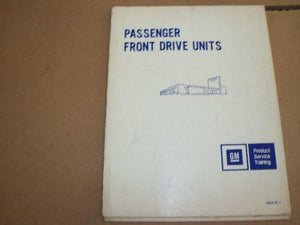 PASSENGER
FRONT DRIVE UNITS
GM
Product
Service
Training